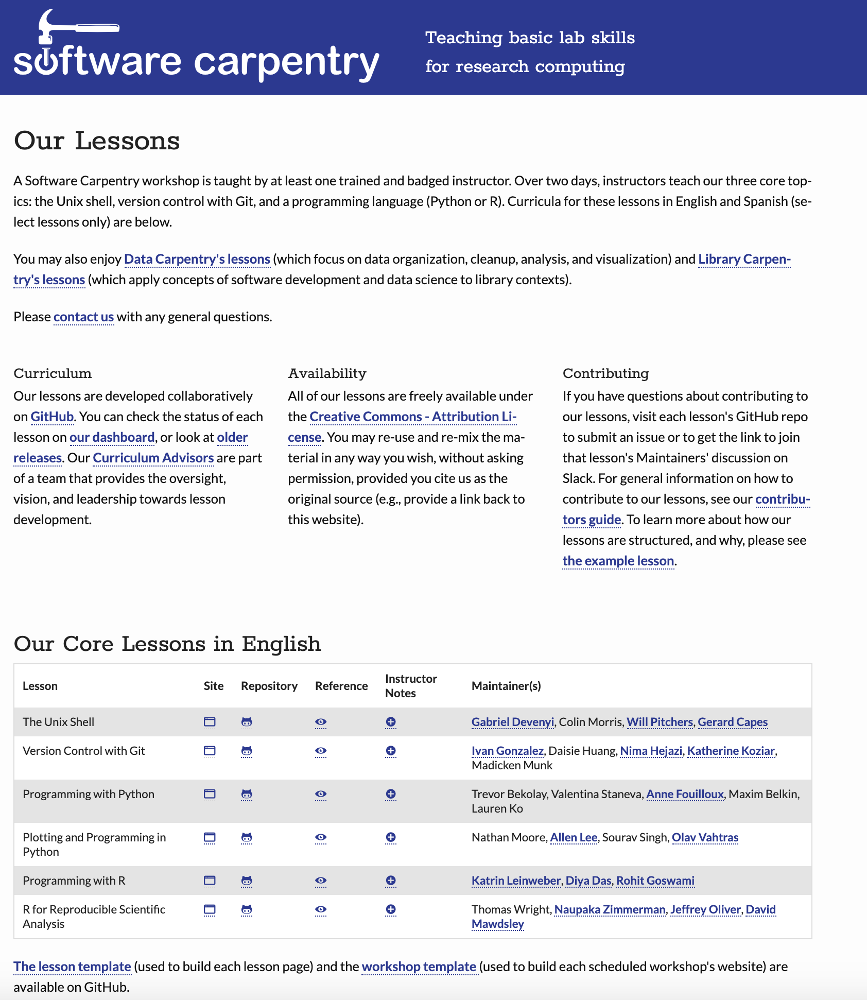 software carpentry
Teaching basic lab skills
for research computing
Our Lessons
A Software Carpentry workshop is taught by at least one trained and badged instructor. Over two days, instructors teach our three core top-
ics: the Unix shell, version control with Git, and a programming language (Python or R). Curricula for these lessons in English and Spanish (se-
lect lessons only) are below.
You may also enjoy Data Carpentry's lessons (which focus on data organization, cleanup, analysis, and visualization) and Library Carpen-
try's lessons (which apply concepts of software development and data science to library contexts).
Please contact us with any general questions.
Curriculum
Our lessons are developed collaboratively
on GitHub. You can check the status of each
lesson on our dashboard, or look at older
releases. Our Curriculum Advisors are part
of a team that provides the oversight,
vision, and leadership towards lesson
development.
Availability
All of our lessons are freely available under
the Creative Commons - Attribution Li-
cense. You may re-use and re-mix the ma-
terial in any way you wish, without asking
permission, provided you cite us as the
original source (e.g., provide a link back to
this website).
Contributing
If you have questions about contributing to
our lessons, visit each lesson's GitHub repo
to submit an issue or to get the link to join
that lesson's Maintainers' discussion on
Slack. For general information on how to
contribute to our lessons, see our contribu-
tors guide. To learn more about how our
lessons are structured, and why, please see
the example lesson.
Our Core Lessons in English
Lesson Site Repository Reference Instructor Notes Maintainer(s)
The Unix Shell Gabriel Devenyi, Colin Morris, Will Pitchers, Gerard Capes
Version Control with Git Ivan Gonzalez, Daisie Huang, Nima Hejazi, Katherine Koziar,
Madicken Munk
Programming with Python Trevor Bekolay, Valentina Staneva, Anne Fouilloux, Maxim Belkin,
Lauren Ko
Plotting and Programming in
Python
Nathan Moore, Allen Lee, Sourav Singh, Olav Vahtras
Programming with R Katrin Leinweber, Diya Das, Rohit Goswami
R for Reproducible Scientific
Analysis
Thomas Wright, Naupaka Zimmerman, Jeffrey Oliver, David
Mawdsley
The lesson template (used to build each lesson page) and the workshop template (used to build each scheduled workshop's website) are
available on GitHub.